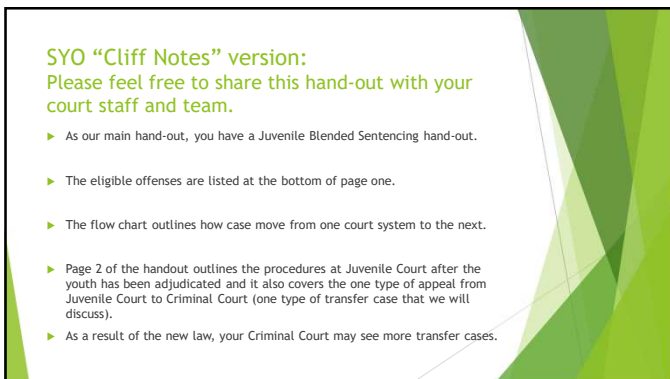 SYO “Cliff Notes” version:
Please feel free to share this hand-out with your
court staff and team.
As our main hand-out, you have a Juvenile Blended Sentencing hand-out.
The eligible offenses are listed at the bottom of page one.
The flow chart outlines how case move from one court system to the next.
Page 2 of the handout outlines the procedures at Juvenile Court after the
youth has been adjudicated and it also covers the one type of appeal from
Juvenile Court to Criminal Court (one type of transfer case that we will
discuss).
As a result of the new law, your Criminal Court may see more transfer cases.